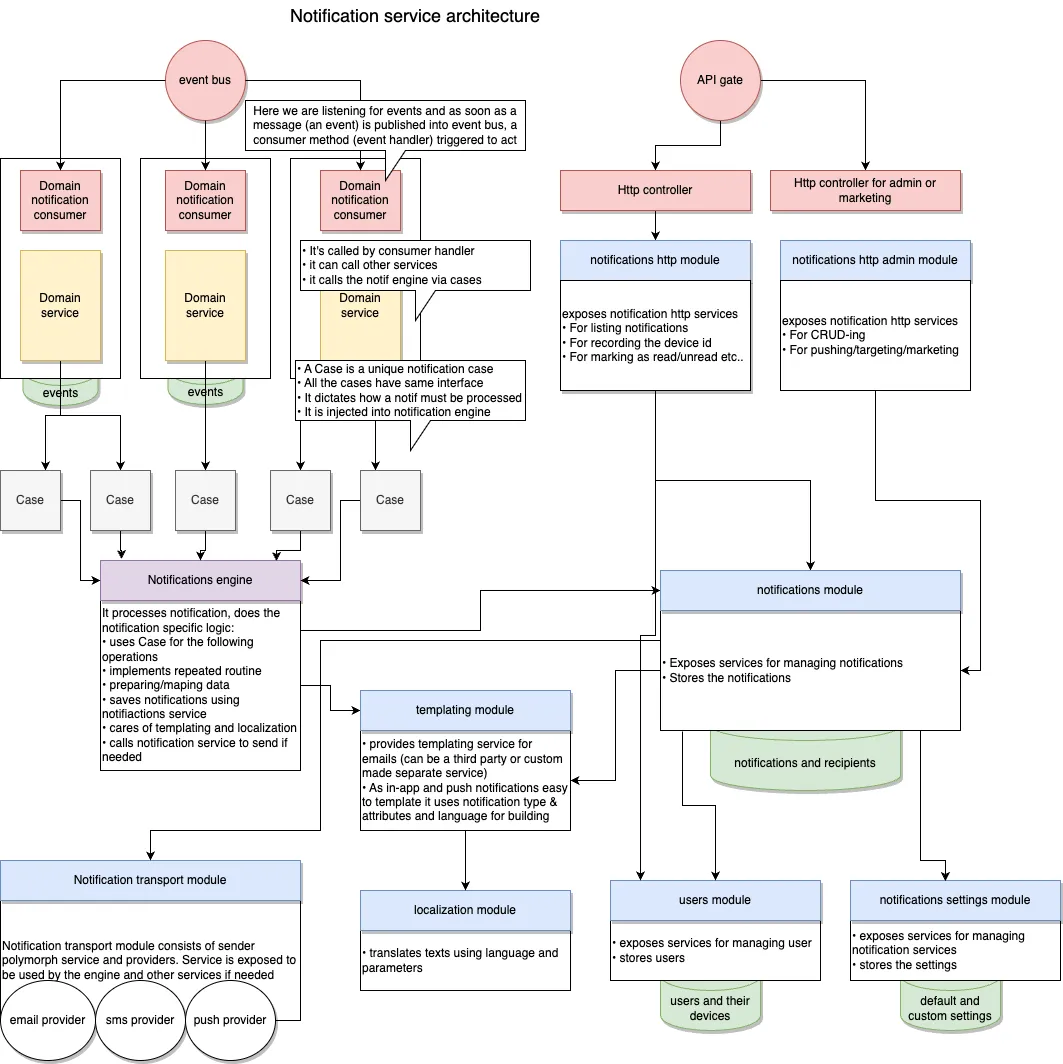 Notification service architecture
event bus
API gate
Here we are listening for events and as soon as a
message (an event) is published into event bus, a
consumer method (event handler) triggered to act
Domain
notification
consumer
Domain
notification
consumer
Domain
notification
consumer
Http controller
Http controller for admin or
marketing
• It's called by consumer handler
• it can call other services
• it calls the notif engine via cases
Domain
service
Domain
service
Domain
service
notifications http module
exposes notification http services
• For listing notifications
• For recording the device id
• For marking as read/unread etc..
notifications http admin module
exposes notification http services
• For CRUD-ing
• For pushing/targeting/marketing
events
events
• A Case is a unique notification case
• All the cases have same interface
• It dictates how a notif must be processed
• It is injected into notification engine
Case
Case
Case
Case
Case
Notifications engine
It processes notification, does the
notification specific logic:
• uses Case for the following
operations
• implements repeated routine
• preparing/maping data
• saves notifications using
notifiactions service
• cares of templating and localization
• calls notification service to send if
needed
notifications module
• Exposes services for managing notifications
• Stores the notifications
notifications and recipients
templating module
• provides templating service for
emails (can be a third party or custom
made separate service)
• As in-app and push notifications easy
to template it uses notification type &
attributes and language for building
Notification transport module
Notification transport module consists of sender
polymorph service and providers. Service is exposed to
be used by the engine and other services if needed
email provider
sms provider
push provider
localization module
• translates texts using language and
parameters
users module
• exposes services for managing user
• stores users
users and their
devices
notifications settings module
• exposes services for managing
notification services
• stores the settings
default and
custom settings